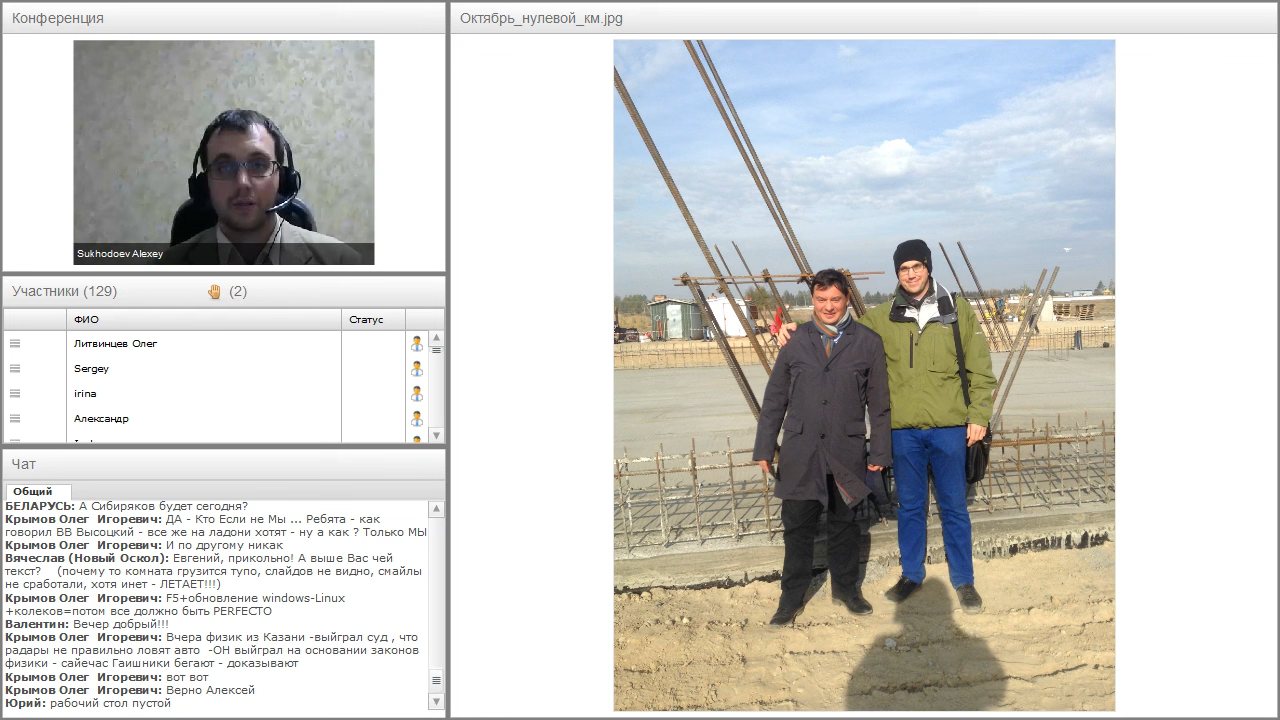 Конференция
Октябрь_нулевой_км.jpg
Sukhodoev Alexey
Участники (129)
(2)
ФИО
Статус
Литвинцев Олег
Sergey
irina
Александр
Чат
Общий
БЕЛАРУСЬ: А Сибиряков будет сегодня?
Крымов Олег Игоревич: ДА - Кто Если не Мы ... Ребята - как
говорил ВВ Высоцкий - все же на ладони хотят - ну а как ? Только МЫ
Крымов Олег Игоревич: И по другому никак
Вячеслав (Новый Оскол): Евгений, прикольно! А выше Вас чей
текст? (почему то комната грузится тупо, слайдов не видно, смайлы
не сработали, хотя инет - ЛЕТАЕТ!!!)
Крымов Олег Игоревич: F5+обновление windows-Linux
+колеков=потом все должно быть PERFECTO
Валентин: Вечер добрый!!!
Крымов Олег Игоревич: Вчера физик из Казани -выйграл суд , что
радары не правильно ловят авто -ОН выйграл на основании законов
физики - сайечас Гаишники бегают - доказывают
Крымов Олег Игоревич: вот вот
Крымов Олег Игоревич: Верно Алексей
Юрий: рабочий стол пустой